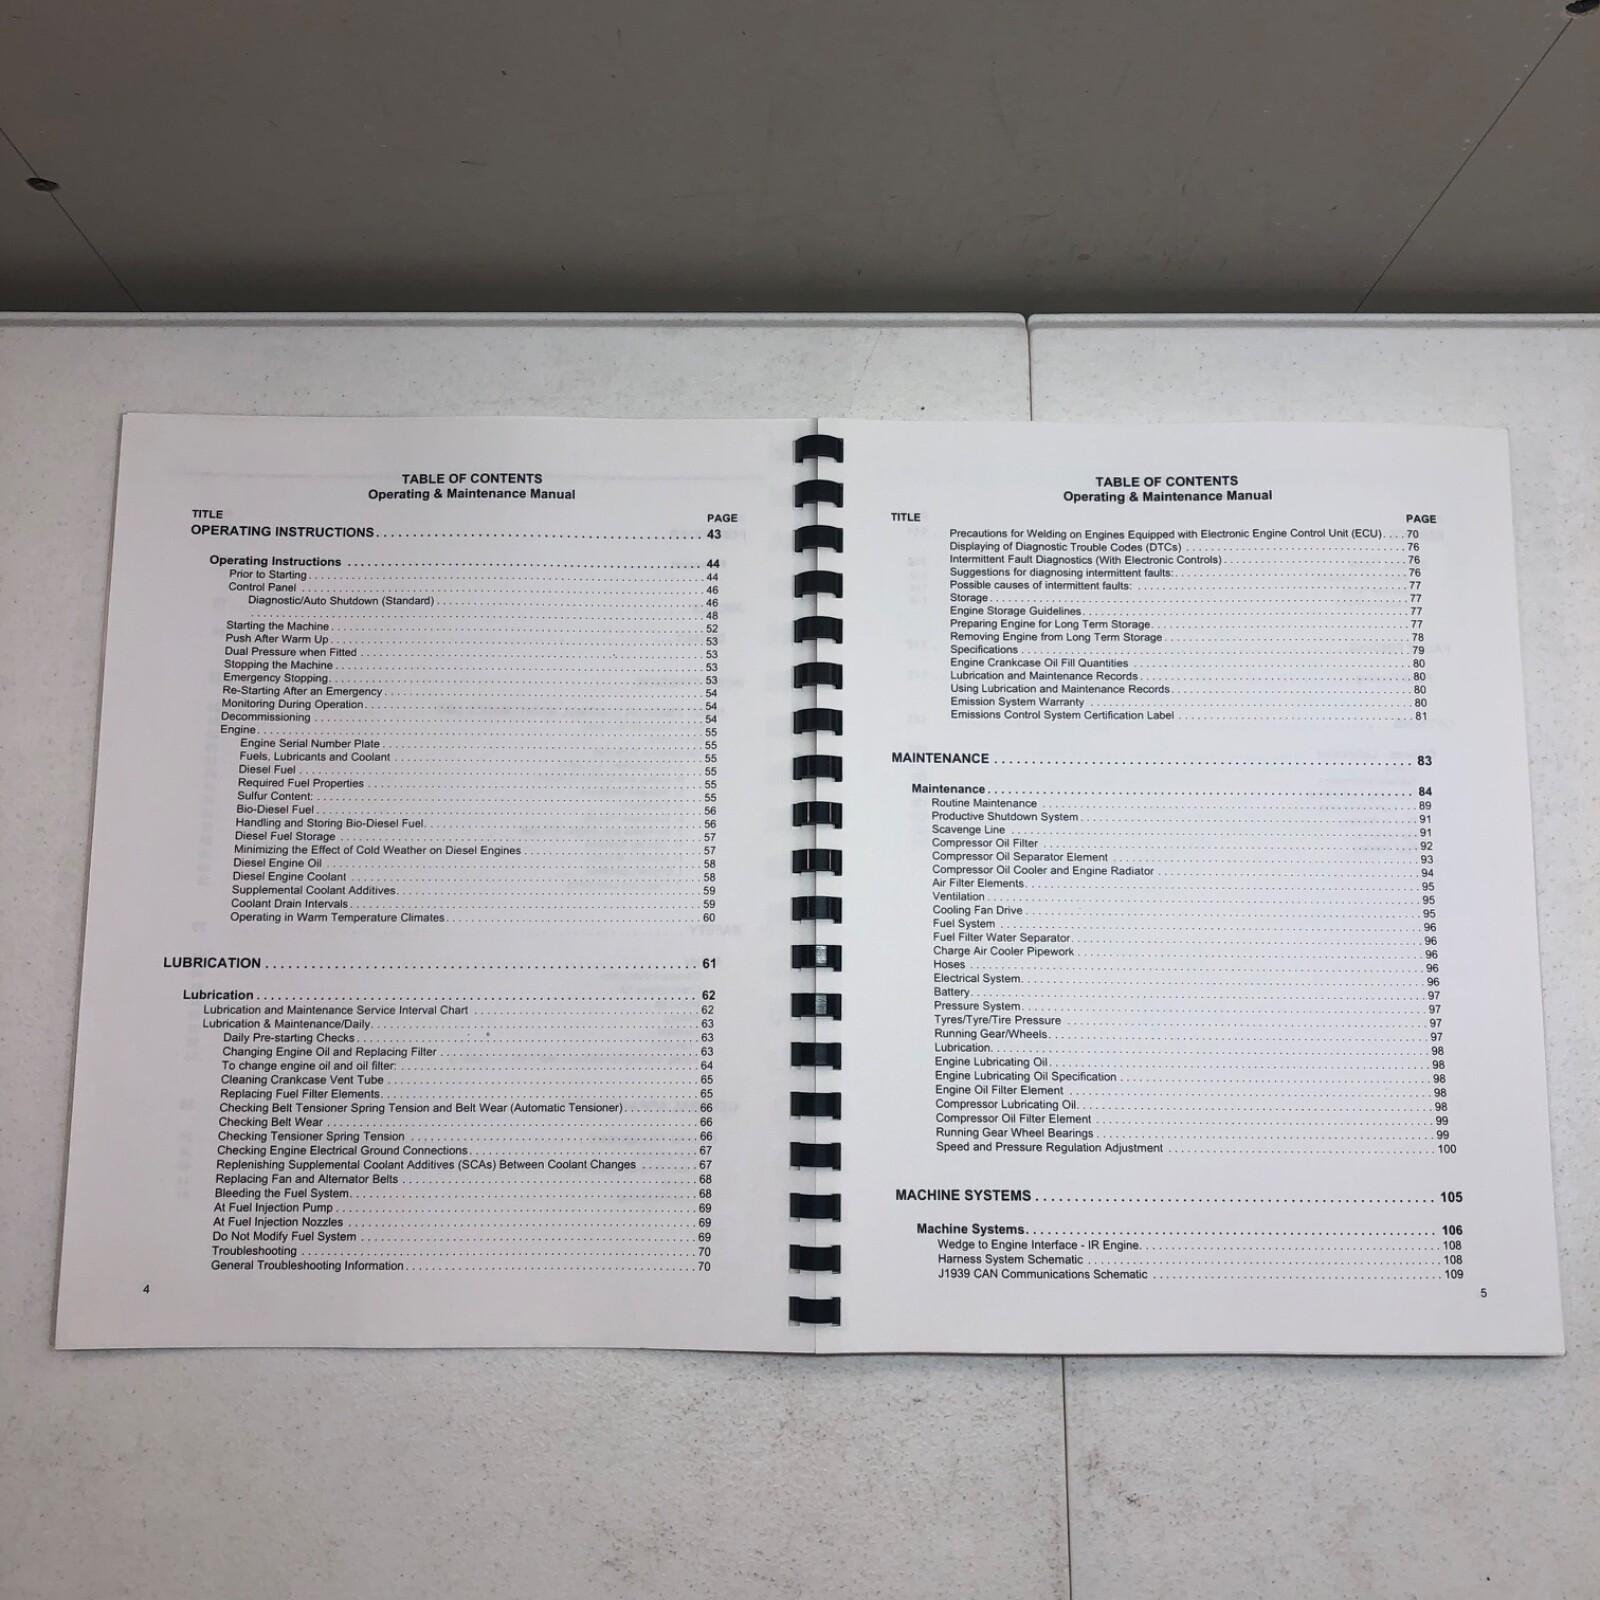 TABLE OF CONTENTS
Operating & Maintenance Manual
TITLE PAGE
OPERATING INSTRUCTIONS 43
Operating Instructions 44
Prior to Starting 44
Control Panel 46
Diagnostic/Auto Shutdown (Standard) 46
48
Starting the Machine 52
Push After Warm Up 53
Dual Pressure when Fitted 53
Stopping the Machine 53
Emergency Stopping 53
Re-Starting After an Emergency 54
Monitoring During Operation 54
Decommissioning 54
Engine 55
Engine Serial Number Plate 55
Fuels, Lubricants and Coolant 55
Diesel Fuel 55
Required Fuel Properties 55
Sulfur Content: 55
Bio-Diesel Fuel 56
Handling and Storing Bio-Diesel Fuel 56
Diesel Fuel Storage 57
Minimizing the Effect of Cold Weather on Diesel Engines 57
Diesel Engine Oil 58
Diesel Engine Coolant 58
Supplemental Coolant Additives 59
Coolant Drain Intervals 59
Operating in Warm Temperature Climates 60
LUBRICATION 61
Lubrication 62
Lubrication and Maintenance Service Interval Chart 62
Lubrication & Maintenance/Daily 63
Daily Pre-starting Checks 63
Changing Engine Oil and Replacing Filter 63
To change engine oil and oil filter: 64
Cleaning Crankcase Vent Tube 65
Replacing Fuel Filter Elements 65
Checking Belt Tensioner Spring Tension and Belt Wear (Automatic Tensioner) 66
Checking Belt Wear 66
Checking Tensioner Spring Tension 66
Checking Engine Electrical Ground Connections 67
Replenishing Supplemental Coolant Additives (SCAs) Between Coolant Changes 67
Replacing Fan and Alternator Belts 68
Bleeding the Fuel System 68
At Fuel Injection Pump 69
At Fuel Injection Nozzles 69
Do Not Modify Fuel System 69
Troubleshooting 70
General Troubleshooting Information 70
4
TABLE OF CONTENTS
Operating & Maintenance Manual
TITLE PAGE
Precautions for Welding on Engines Equipped with Electronic Engine Control Unit (ECU) 70
Displaying of Diagnostic Trouble Codes (DTCs) 76
Intermittent Fault Diagnostics (With Electronic Controls) 76
Suggestions for diagnosing intermittent faults: 76
Possible causes of intermittent faults: 77
Storage 77
Engine Storage Guidelines 77
Preparing Engine for Long Term Storage 77
Removing Engine from Long Term Storage 78
Specifications 79
Engine Crankcase Oil Fill Quantities 80
Lubrication and Maintenance Records 80
Using Lubrication and Maintenance Records 80
Emission System Warranty 80
Emissions Control System Certification Label 81
MAINTENANCE 83
Maintenance 84
Routine Maintenance 89
Productive Shutdown System 91
Scavenge Line 91
Compressor Oil Filter 92
Compressor Oil Separator Element 93
Compressor Oil Cooler and Engine Radiator 94
Air Filter Elements 95
Ventilation 95
Cooling Fan Drive 95
Fuel System 96
Fuel Filter Water Separator 96
Charge Air Cooler Pipework 96
Hoses 96
Electrical System 96
Battery 97
Pressure System 97
Tyres/Tyre/Tire Pressure 97
Running Gear/Wheels 97
Lubrication 98
Engine Lubricating Oil 98
Engine Lubricating Oil Specification 98
Engine Oil Filter Element 98
Compressor Lubricating Oil 98
Compressor Oil Filter Element 99
Running Gear Wheel Bearings 99
Speed and Pressure Regulation Adjustment 100
MACHINE SYSTEMS 105
Machine Systems 106
Wedge to Engine Interface - IR Engine 108
Harness System Schematic 108
J1939 CAN Communications Schematic 109
5